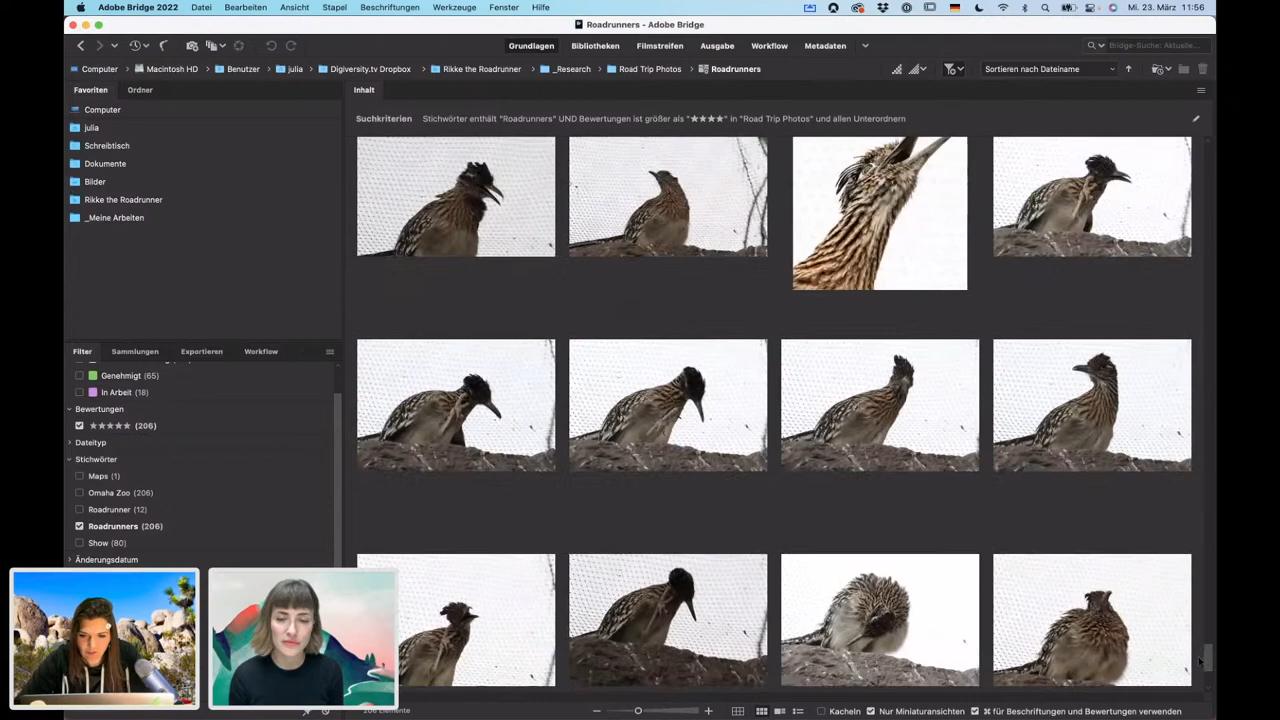 Adobe Bridge 2022 Datei Bearbeiten Ansicht Stapel Beschriftungen Werkzeuge Fenster Hilfe Mi. 23. März 11:56
Roadrunners - Adobe Bridge
Grundlagen Bibliotheken Filmstreifen Ausgabe Workflow Metadaten Bridge-Suche: Aktuelle...
Computer Macintosh HD Benutzer julia Digiversity.tv Dropbox Rikke the Roadrunner _Research Road Trip Photos Roadrunners Sortieren nach Dateiname
Favoriten Ordner Inhalt
Computer
julia
Schreibtisch
Dokumente
Bilder
Rikke the Roadrunner
_Meine Arbeiten
Suchkriterien Stichwörter enthält "Roadrunners" UND Bewertungen ist größer als "★★★★" in "Road Trip Photos" und allen Unterordnern
Filter Sammlungen Exportieren Workflow
Genehmigt (65)
In Arbeit (18)
Bewertungen
★★★★★ (206)
Dateityp
Stichwörter
Maps (1)
Omaha Zoo (206)
Roadrunner (12)
Roadrunners (206)
Show (80)
Änderungsdatum
206 Elemente Kacheln Nur Miniaturansichten ⌘ für Beschriftungen und Bewertungen verwenden